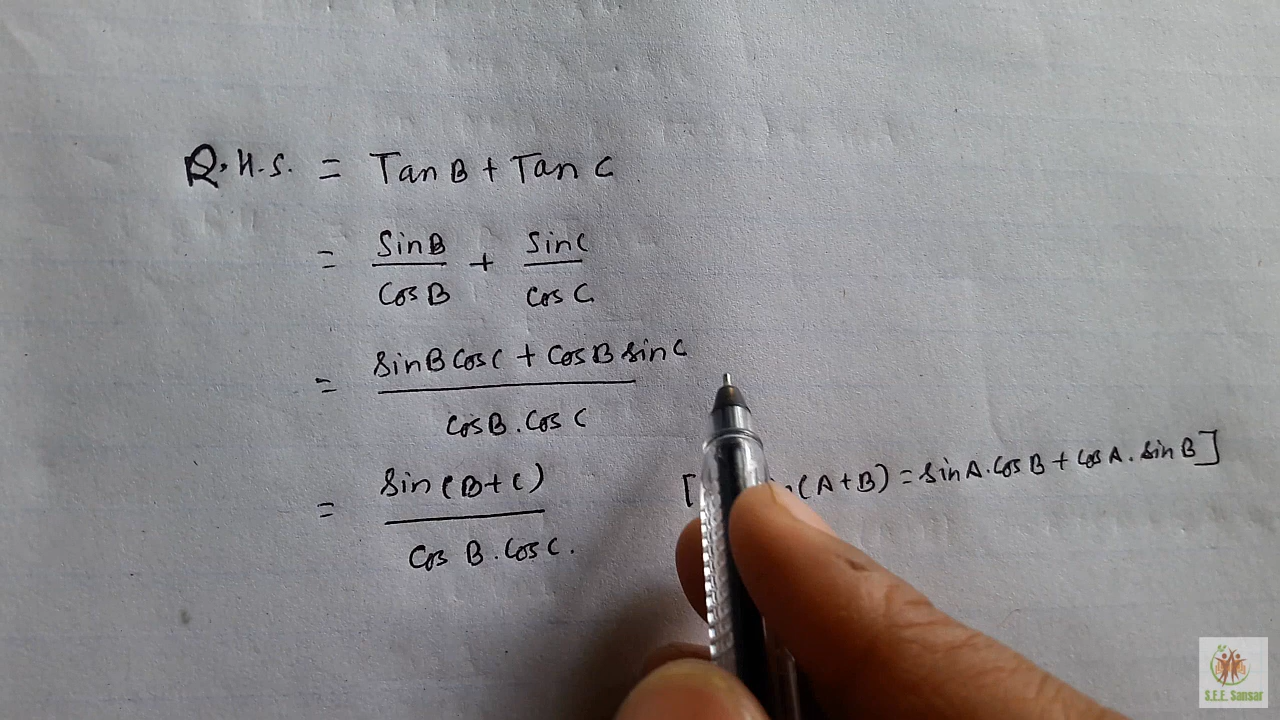 R.H.S. = Tan B + Tan C
= SinB/CosB + SinC/CosC
= SinB CosC + CosB SinC / CosB . Cos C
= Sin(B+C) / Cos B . Cos C.
[ (A+B) = SinA. CosB + CosA. SinB]
S.E.E. Sansar